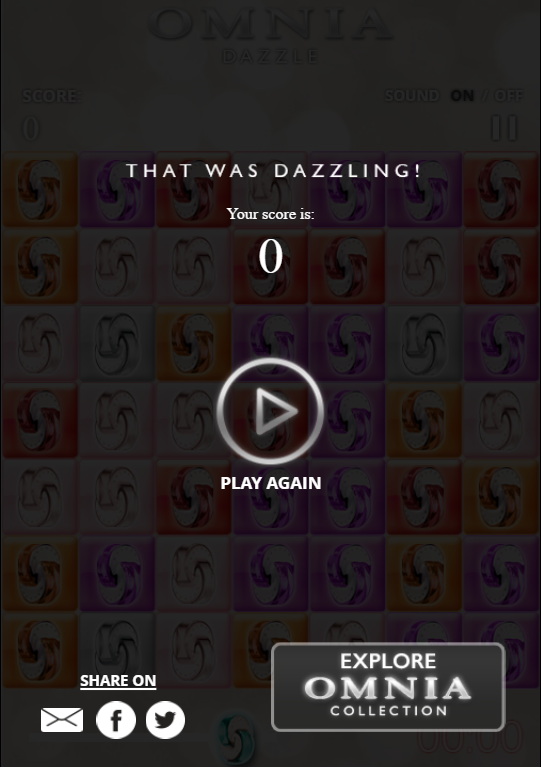 OMNIA
DAZZLE
SCORE:
SOUND ON / OFF
0
THAT WAS DAZZLING!
Your score is:
0
PLAY AGAIN
SHARE ON
EXPLORE
OMNIA
COLLECTION
00:00